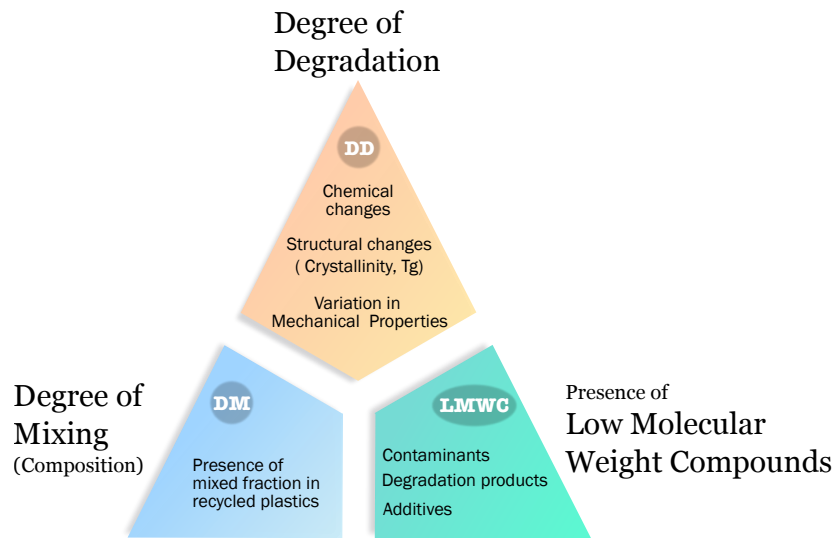 Degree of
Degradation
DD
Chemical
changes
Structural changes
( Crystallinity, Tg)
Variation in
Mechanical Properties
Degree of
Mixing
(Composition)
DM
Presence of
mixed fraction in
recycled plastics
LMWC
Contaminants
Degradation products
Additives
Presence of
Low Molecular
Weight Compounds